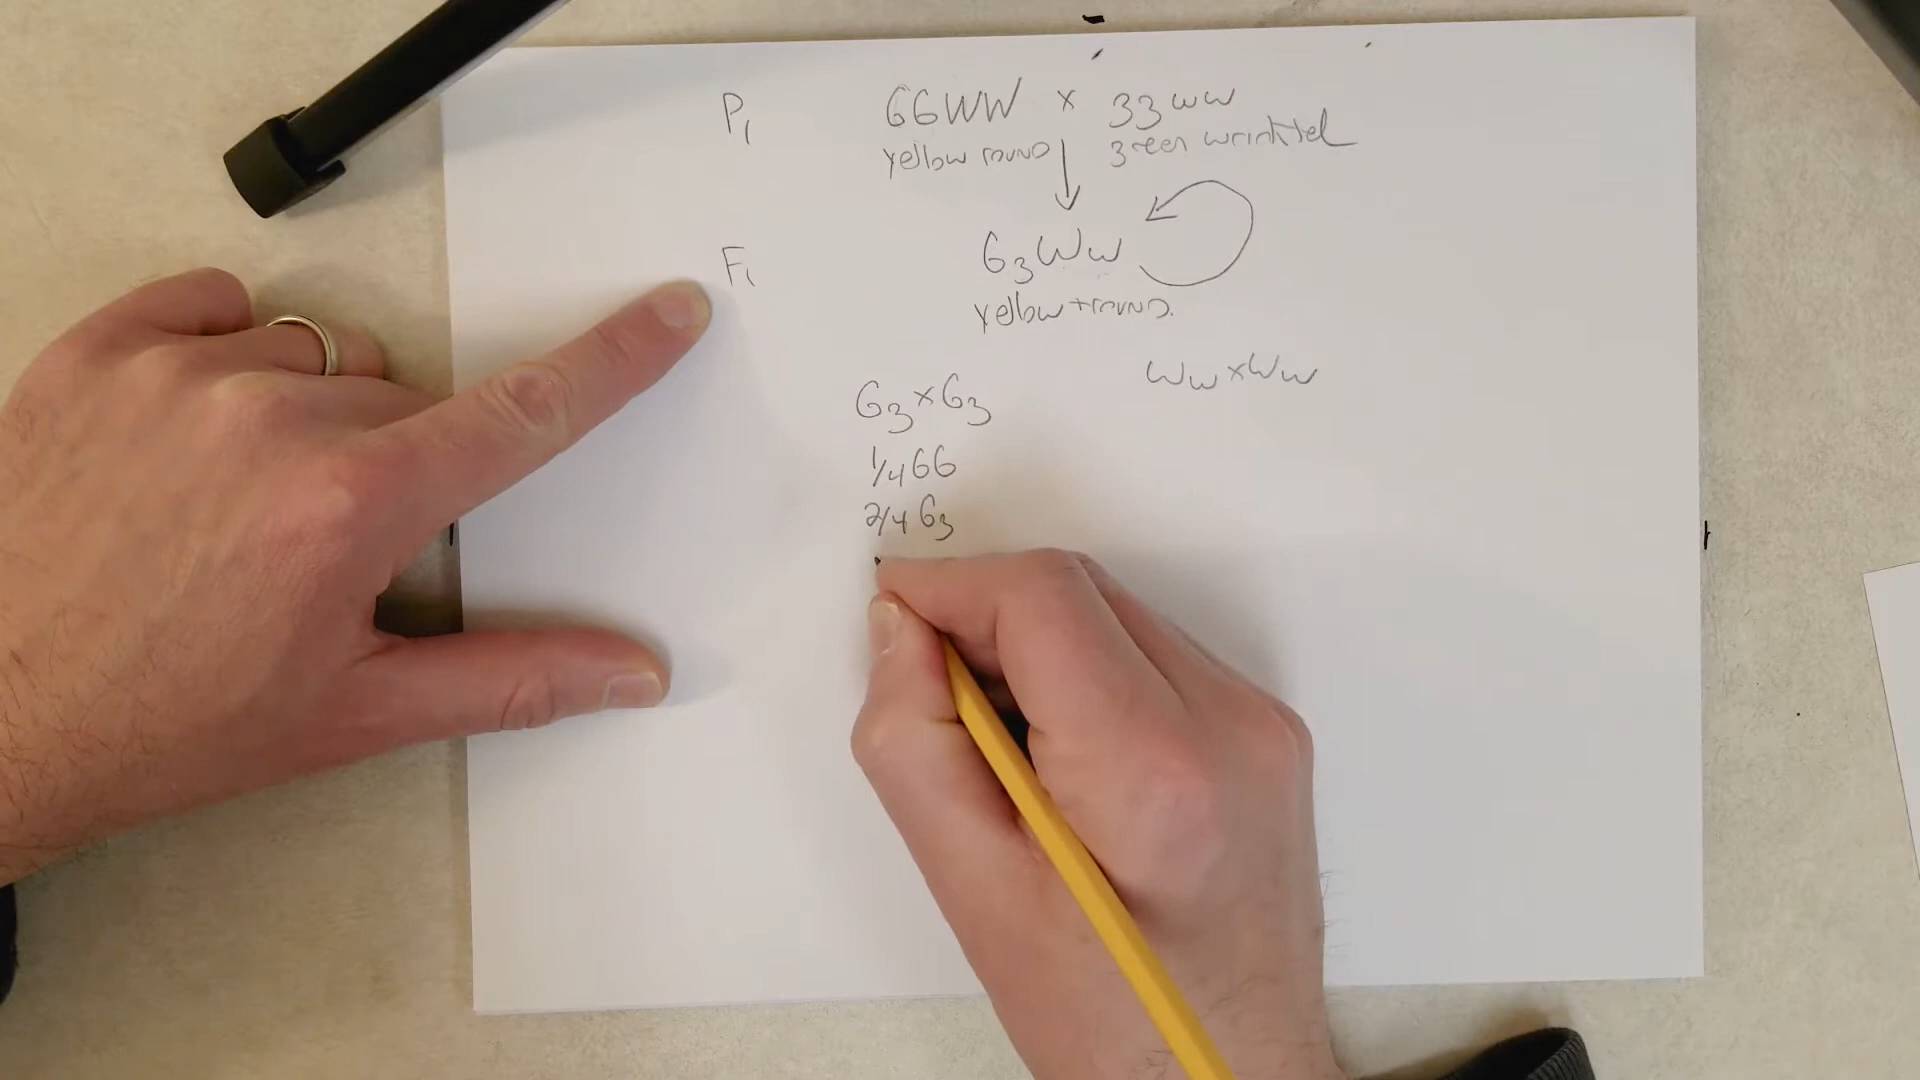 P1 GGWW x ggww
yellow round green wrinkled
F1 GgWw
yellow + round.
Gg x Gg Ww x Ww
1/4 GG
2/4 Gg